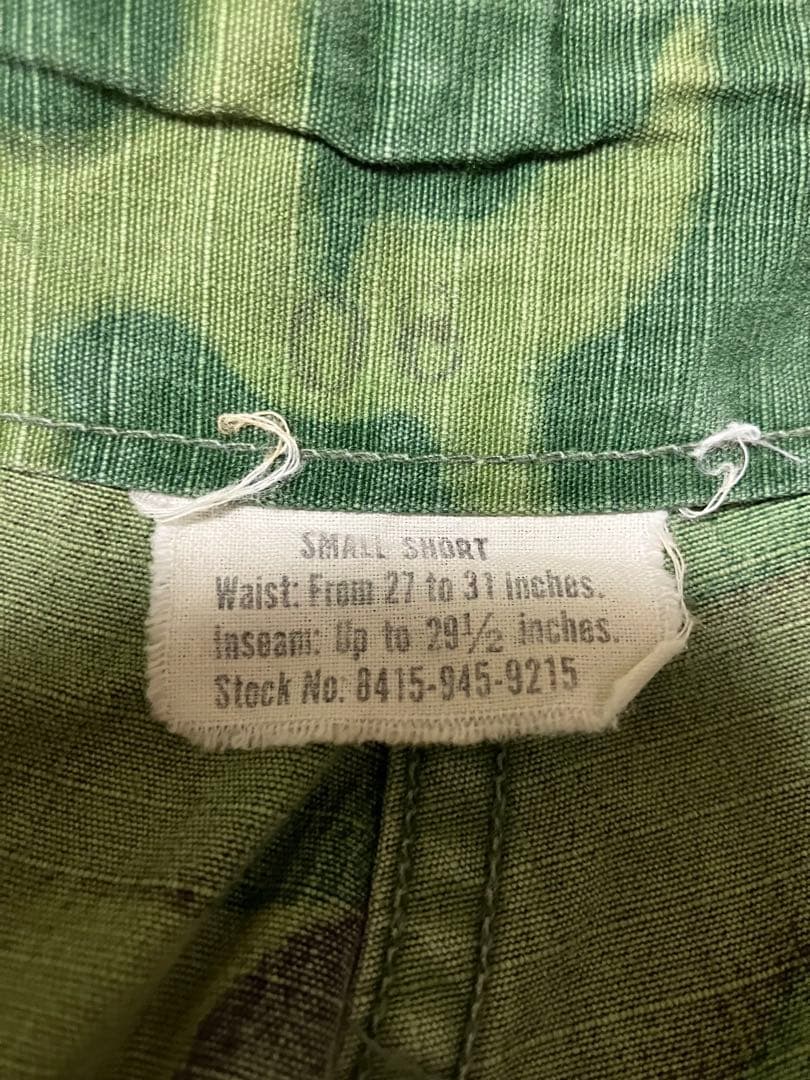 SMALL SHORT
Waist: From 27 to 31 inches.
Inseam: Up to 29½ inches.
Stock No. 8415-945-9215